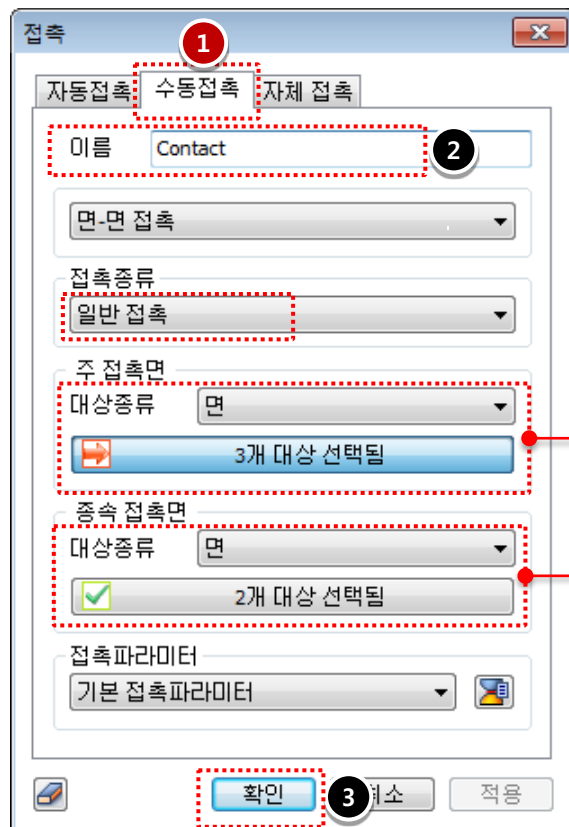 접촉
1
자동접촉 수동접촉 자체 접촉
이름 Contact 2
면-면 접촉
접촉종류
일반 접촉
주 접촉면
대상종류 면
3개 대상 선택됨
종속 접촉면
대상종류 면
2개 대상 선택됨
접촉파라미터
기본 접촉파라미터
확인 3 소 적용